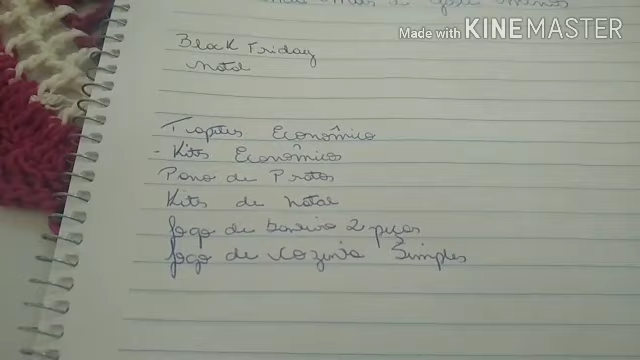 Made with KINEMASTER
Black Friday
Natal
Tapetes Econômico
- Kits Econômicos
Pano de Pratos
Kits de Natal
Jogo de banheiro 2 peças
Jogo de Cozinha Simples